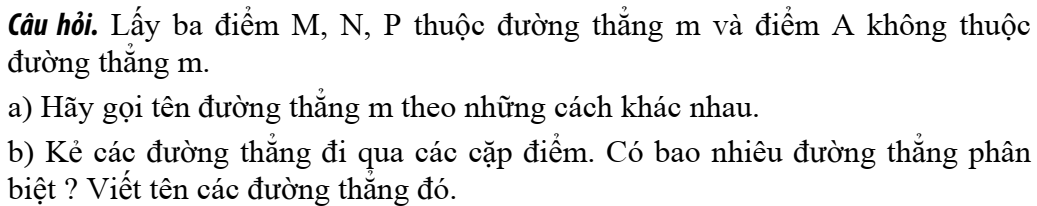 Câu hỏi. Lấy ba điểm M, N, P thuộc đường thẳng m và điểm A không thuộc
đường thẳng m.
a) Hãy gọi tên đường thẳng m theo những cách khác nhau.
b) Kẻ các đường thẳng đi qua các cặp điểm. Có bao nhiêu đường thẳng phân
biệt ? Viết tên các đường thẳng đó.